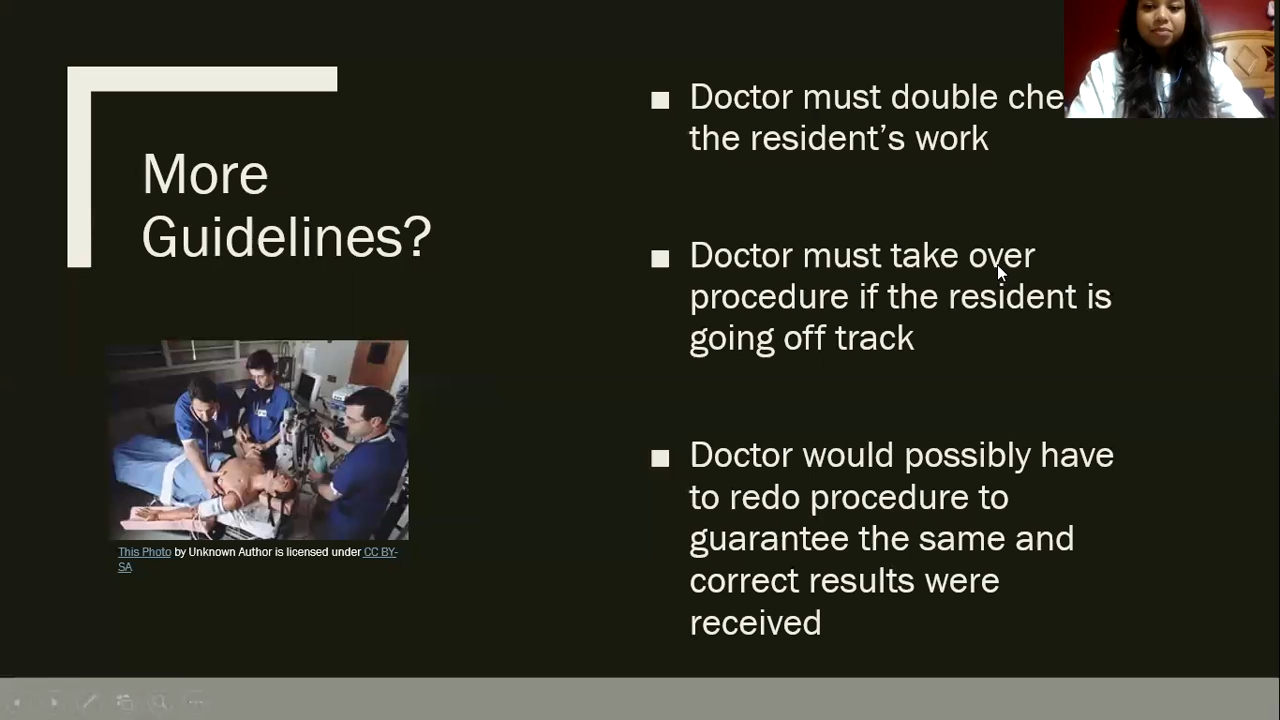 More
Guidelines?
This Photo by Unknown Author is licensed under CC BY-
SA
Doctor must double che
the resident’s work
Doctor must take over
procedure if the resident is
going off track
Doctor would possibly have
to redo procedure to
guarantee the same and
correct results were
received